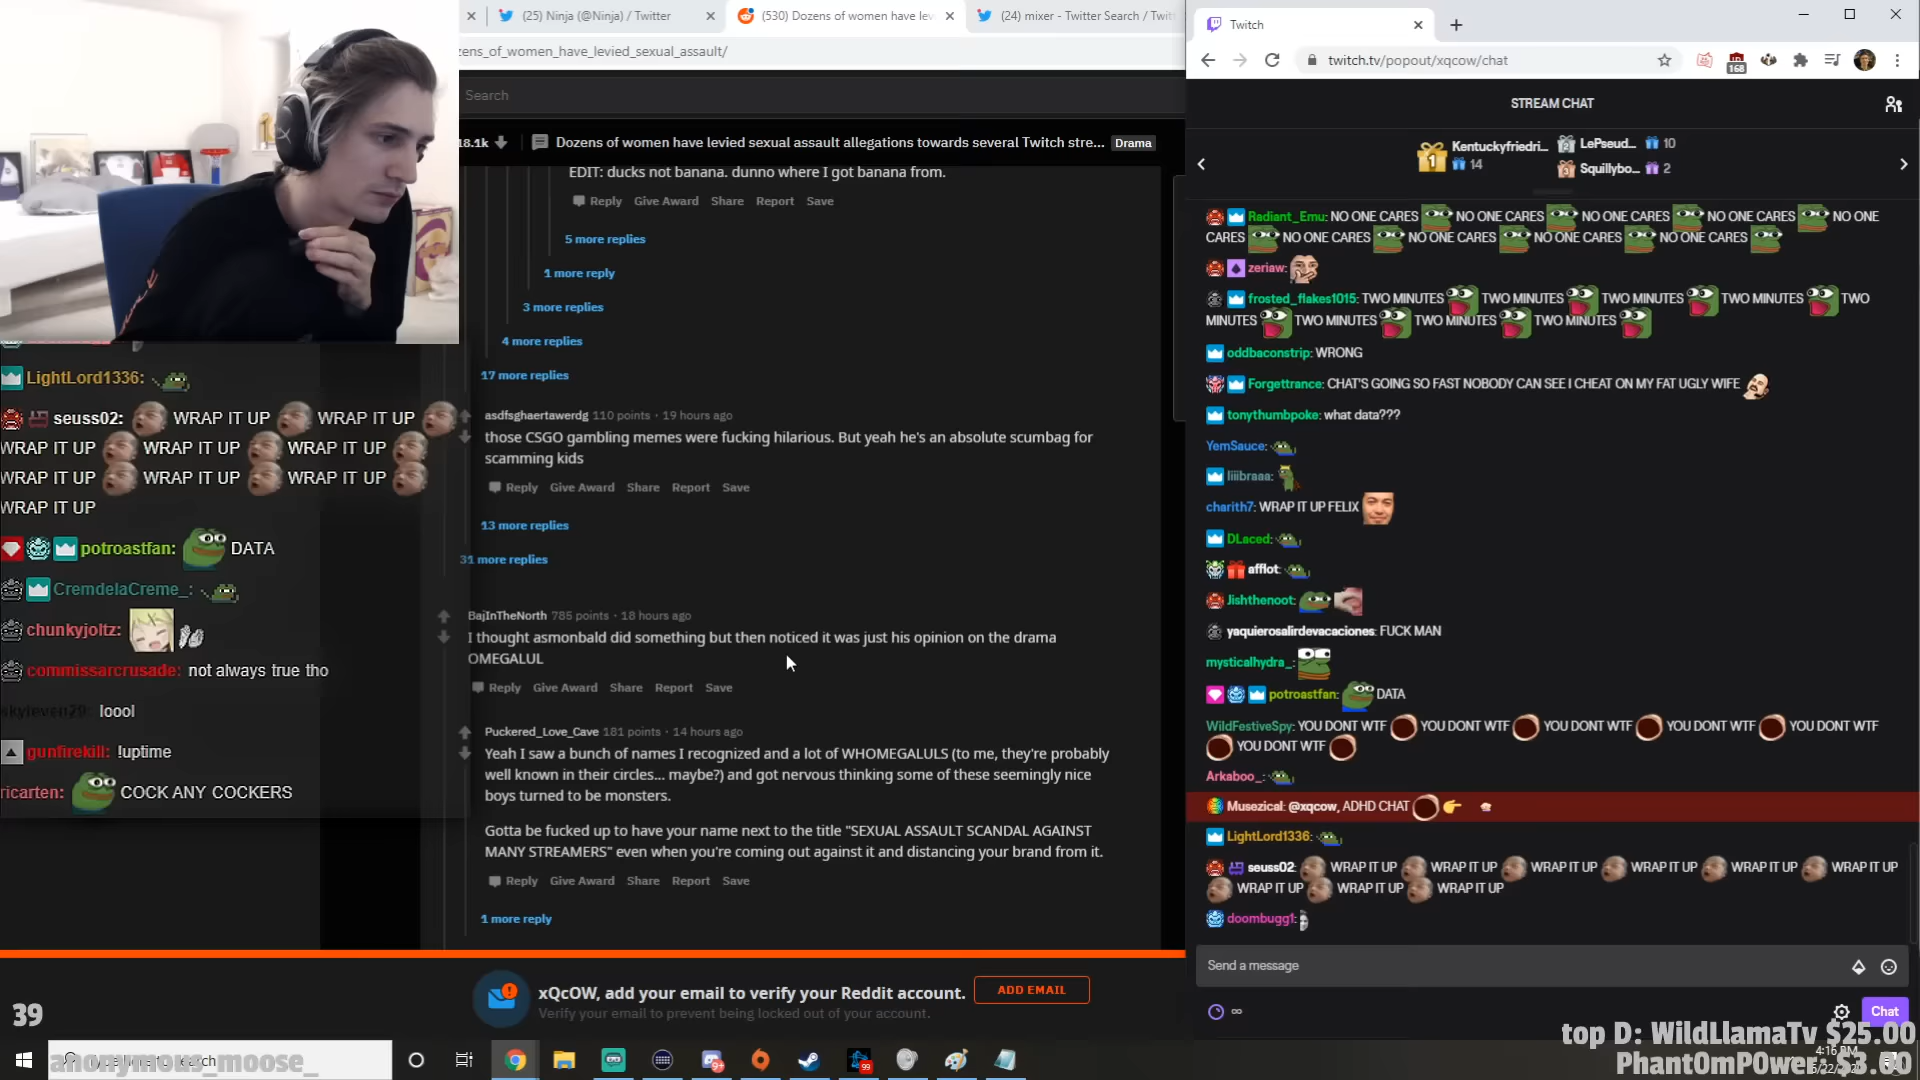 (25) Ninja (@Ninja) / Twitter
(530) Dozens of women have lev
(24) mixer - Twitter Search / Twit
zens_of_women_have_levied_sexual_assault/
Search
18.1k
Dozens of women have levied sexual assault allegations towards several Twitch stre... Drama
EDIT: ducks not banana. dunno where I got banana from.
Reply Give Award Share Report Save
5 more replies
1 more reply
3 more replies
4 more replies
17 more replies
asdfsghaertawerdg 110 points · 19 hours ago
those CSGO gambling memes were fucking hilarious. But yeah he's an absolute scumbag for
scamming kids
Reply Give Award Share Report Save
13 more replies
31 more replies
BajInTheNorth 785 points · 18 hours ago
I thought asmonbald did something but then noticed it was just his opinion on the drama
OMEGALUL
Reply Give Award Share Report Save
Puckered_Love_Cave 181 points · 14 hours ago
Yeah I saw a bunch of names I recognized and a lot of WHOMEGALULS (to me, they're probably
well known in their circles... maybe?) and got nervous thinking some of these seemingly nice
boys turned to be monsters.
Gotta be fucked up to have your name next to the title "SEXUAL ASSAULT SCANDAL AGAINST
MANY STREAMERS" even when you're coming out against it and distancing your brand from it.
Reply Give Award Share Report Save
1 more reply
xQcOW, add your email to verify your Reddit account.
Verify your email to prevent being locked out of your account.
ADD EMAIL
LightLord1336:
seuss02: WRAP IT UP WRAP IT UP
WRAP IT UP WRAP IT UP WRAP IT UP
WRAP IT UP WRAP IT UP WRAP IT UP
WRAP IT UP
potroastfan: DATA
CremdelaCreme_:
chunkyjoltz:
commissarcrusade: not always true tho
loool
gunfirekill: !uptime
ricarten: COCK ANY COCKERS
39
anonymous_moose_
Twitch
twitch.tv/popout/xqcow/chat
168
STREAM CHAT
1 Kentuckyfriedri... 14
2 LePseud... 10
3 Squillybo... 2
Radiant_Emu: NO ONE CARES NO ONE CARES NO ONE CARES NO ONE CARES NO ONE
CARES NO ONE CARES NO ONE CARES NO ONE CARES NO ONE CARES
zeriaw:
frosted_flakes1015: TWO MINUTES TWO MINUTES TWO MINUTES TWO MINUTES TWO
MINUTES TWO MINUTES TWO MINUTES TWO MINUTES
oddbaconstrip: WRONG
Forgettrance: CHAT'S GOING SO FAST NOBODY CAN SEE I CHEAT ON MY FAT UGLY WIFE
tonythumbpoke: what data???
YemSauce:
liiibraaa:
charith7: WRAP IT UP FELIX
DLaced:
afflot:
Jishthenoot:
yaquierosalirdevacaciones: FUCK MAN
mysticalhydra_:
potroastfan: DATA
WildFestiveSpy: YOU DONT WTF YOU DONT WTF YOU DONT WTF YOU DONT WTF YOU DONT WTF
YOU DONT WTF
Arkaboo_:
Musezical: @xqcow, ADHD CHAT
LightLord1336:
seuss02: WRAP IT UP WRAP IT UP WRAP IT UP WRAP IT UP WRAP IT UP WRAP IT UP
WRAP IT UP WRAP IT UP WRAP IT UP
doombugg1:
Send a message
Chat
top D: WildLlamaTv $25.00
4:16 PM
Phant0mP0wer: $3.00
99
9+